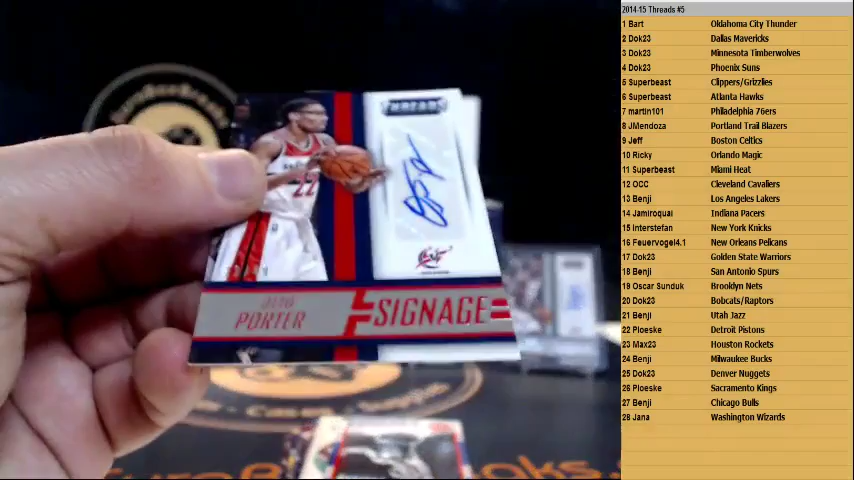 THREADS
22
OTTO
PORTER
SIGNAGE
2014-15 Threads #5
1 Bart Oklahoma City Thunder
2 Dok23 Dallas Mavericks
3 Dok23 Minnesota Timberwolves
4 Dok23 Phoenix Suns
5 Superbeast Clippers/Grizzlies
6 Superbeast Atlanta Hawks
7 martin101 Philadelphia 76ers
8 JMendoza Portland Trail Blazers
9 Jeff Boston Celtics
10 Ricky Orlando Magic
11 Superbeast Miami Heat
12 OCC Cleveland Cavaliers
13 Benji Los Angeles Lakers
14 Jamiroquai Indiana Pacers
15 Interstefan New York Knicks
16 Feuervogel4.1 New Orleans Pelicans
17 Dok23 Golden State Warriors
18 Benji San Antonio Spurs
19 Oscar Sunduk Brooklyn Nets
20 Dok23 Bobcats/Raptors
21 Benji Utah Jazz
22 Ploeske Detroit Pistons
23 Max23 Houston Rockets
24 Benji Milwaukee Bucks
25 Dok23 Denver Nuggets
26 Ploeske Sacramento Kings
27 Benji Chicago Bulls
28 Jana Washington Wizards